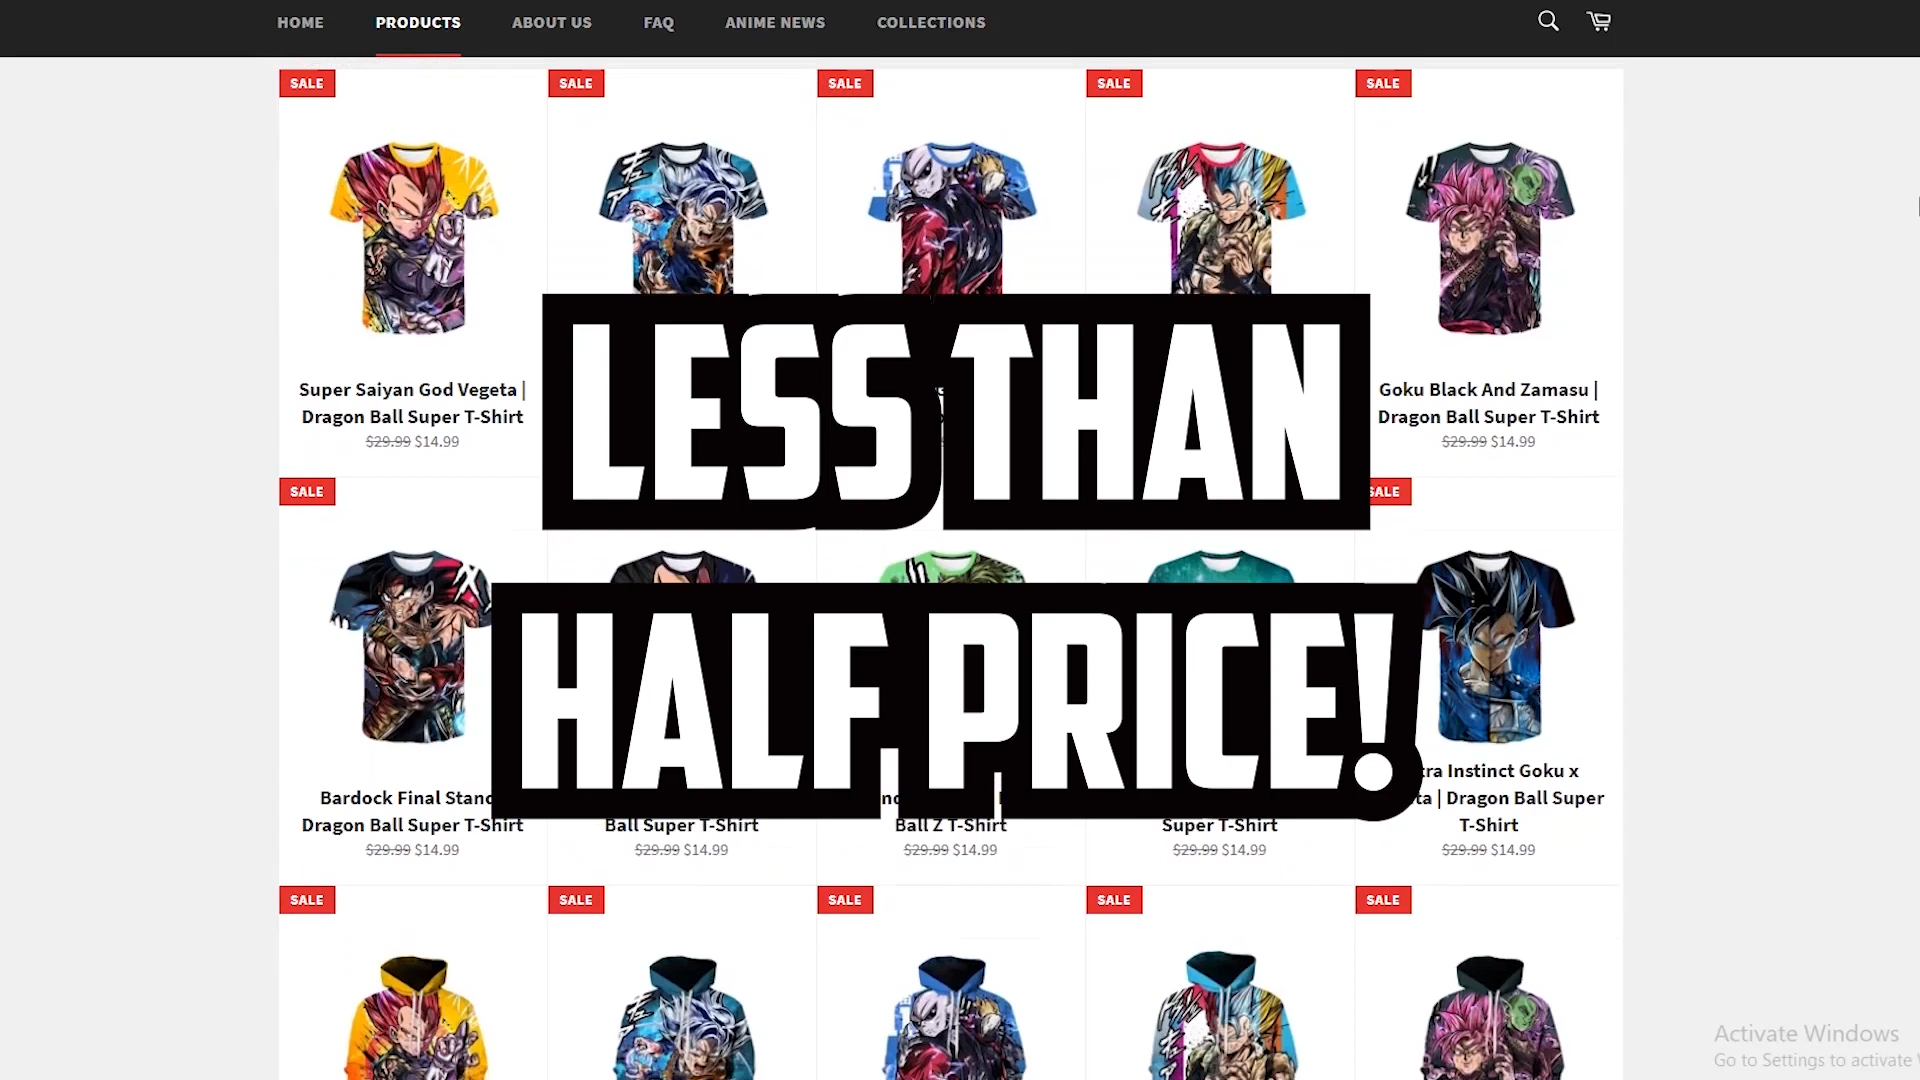 HOME PRODUCTS ABOUT US FAQ ANIME NEWS COLLECTIONS
SALE SALE SALE SALE SALE
LESS THAN
Super Saiyan God Vegeta | Goku Black And Zamasu |
Dragon Ball Super T-Shirt Dragon Ball Super T-Shirt
$29.99 $14.99 $29.99 $14.99
SALE SALE
HALF PRICE!
Instinct Goku x
Bardock Final Stand | Dragon Ball Super
Dragon Ball Super T-Shirt Ball Super T-Shirt Ball Z T-Shirt Super T-Shirt T-Shirt
$29.99 $14.99 $29.99 $14.99 $29.99 $14.99 $29.99 $14.99 $29.99 $14.99
SALE SALE SALE SALE SALE
Activate Windows
Go to Settings to activate